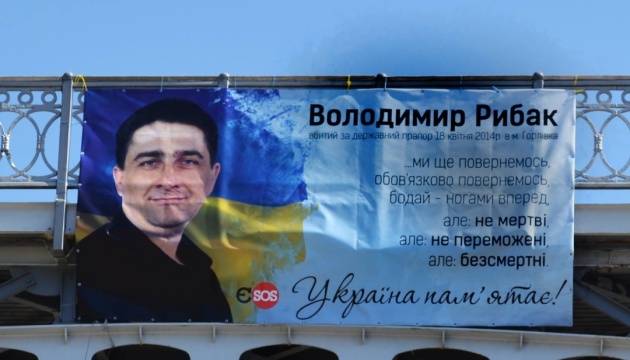 Володимир Рибак
вбитий за державний прапор 18 квітня 2014р. в м. Горлівка
...ми ще повернемось,
обов'язково повернемось,
бодай - ногами вперед,
але: не мертві,
але: не переможені,
але: безсмертні.
ЄSOS
Україна пам'ятає!